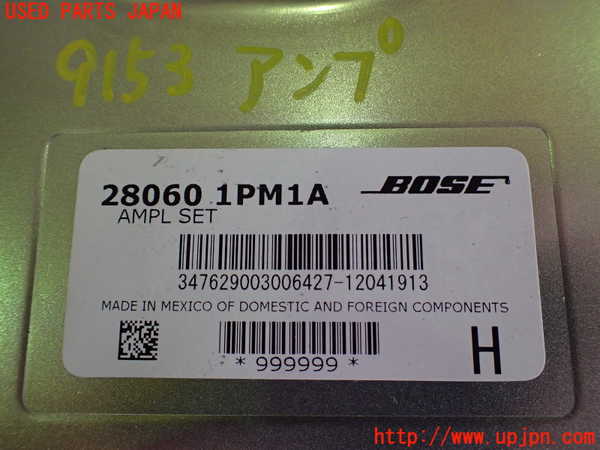 USED PARTS JAPAN
9153 アンプ
28060 1PM1A
BOSE
AMPL SET
347629003006427-12041913
MADE IN MEXICO OF DOMESTIC AND FOREIGN COMPONENTS
* 999999 *
H
http://www.upjpn.com/